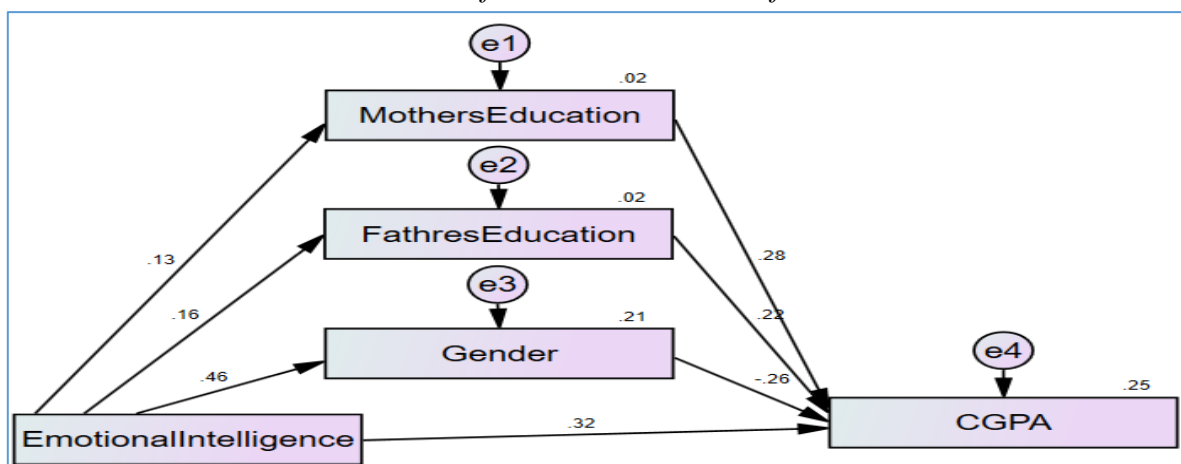 e1
.02
MothersEducation
e2
.02
FathresEducation
.13
.28
e3
.16
.22
.21
Gender
e4
.46
-.26
.25
EmotionalIntelligence
.32
CGPA